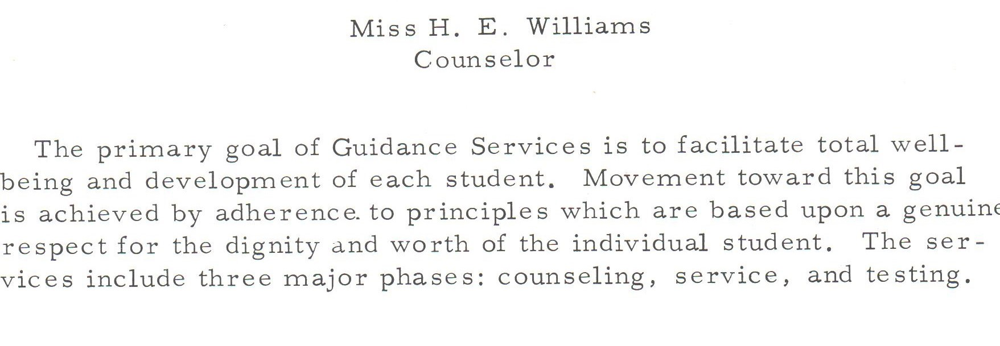 Miss H. E. Williams
Counselor
The primary goal of Guidance Services is to facilitate total well-
being and development of each student. Movement toward this goal
is achieved by adherence. to principles which are based upon a genuine
respect for the dignity and worth of the individual student. The ser-
vices include three major phases: counseling, service, and testing.